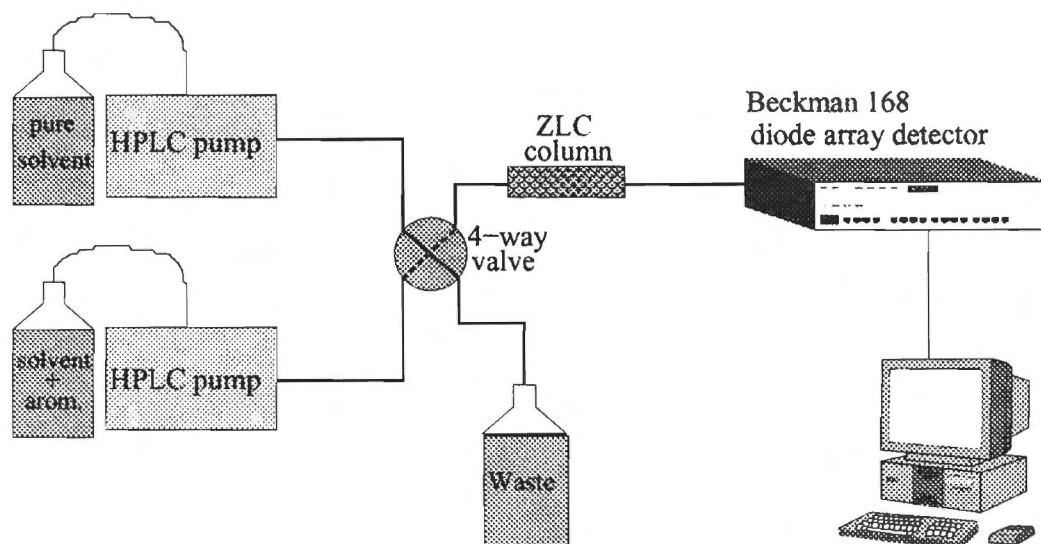 pure
solvent
HPLC pump
ZLC
column
Beckman 168
diode array detector
4-way
valve
solvent
+
arom.
HPLC pump
Waste